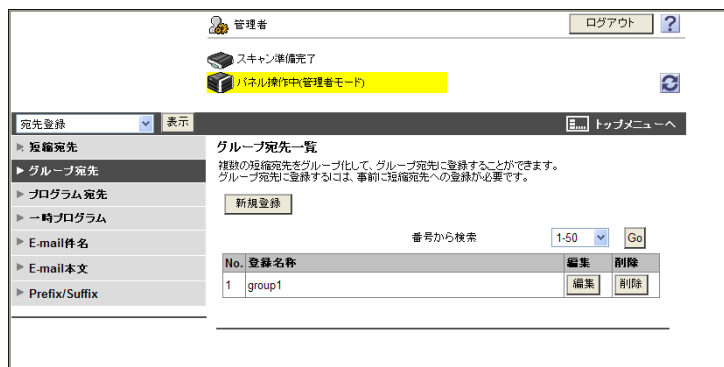 管理者
ログアウト
?
スキャン準備完了
パネル操作中(管理者モード)
宛先登録
表示
トップメニューへ
短縮宛先
グループ宛先
プログラム宛先
一時プログラム
E-mail件名
E-mail本文
Prefix/Suffix
グループ宛先一覧
複数の短縮宛先をグループ化して、グループ宛先に登録することができます。
グループ宛先に登録するには、事前に短縮宛先への登録が必要です。
新規登録
番号から検索 1-50 Go
No. 登録名称 編集 削除
1 group1 編集 削除